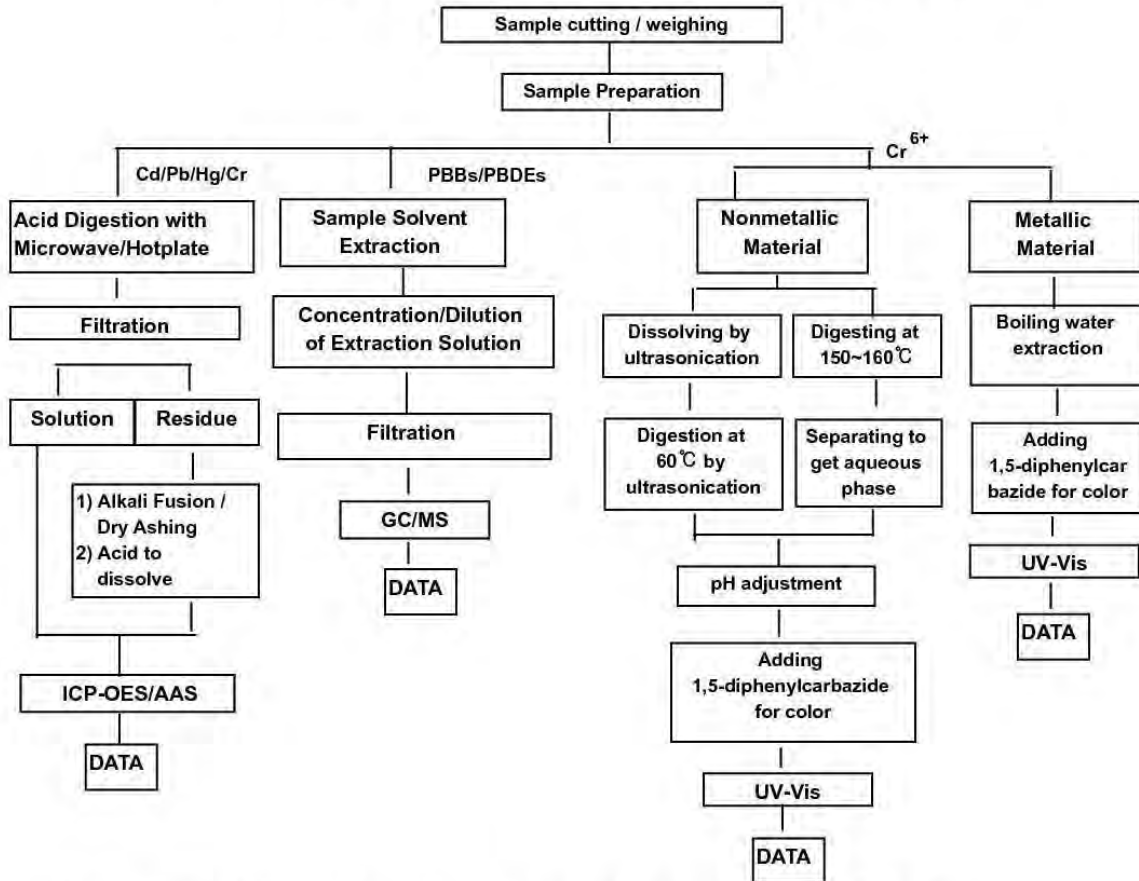 Sample cutting / weighing
Sample Preparation
Cd/Pb/Hg/Cr
PBBs/PBDEs
Cr 6+
Acid Digestion with
Microwave/Hotplate
Filtration
Solution
Residue
1) Alkali Fusion /
Dry Ashing
2) Acid to
dissolve
ICP-OES/AAS
DATA
Sample Solvent
Extraction
Concentration/Dilution
of Extraction Solution
Filtration
GC/MS
DATA
Nonmetallic
Material
Dissolving by
ultrasonication
Digestion at
60℃ by
ultrasonication
Digesting at
150~160℃
Separating to
get aqueous
phase
pH adjustment
Adding
1,5-diphenylcarbazide
for color
UV-Vis
DATA
Metallic
Material
Boiling water
extraction
Adding
1,5-diphenylcar
bazide for color
UV-Vis
DATA